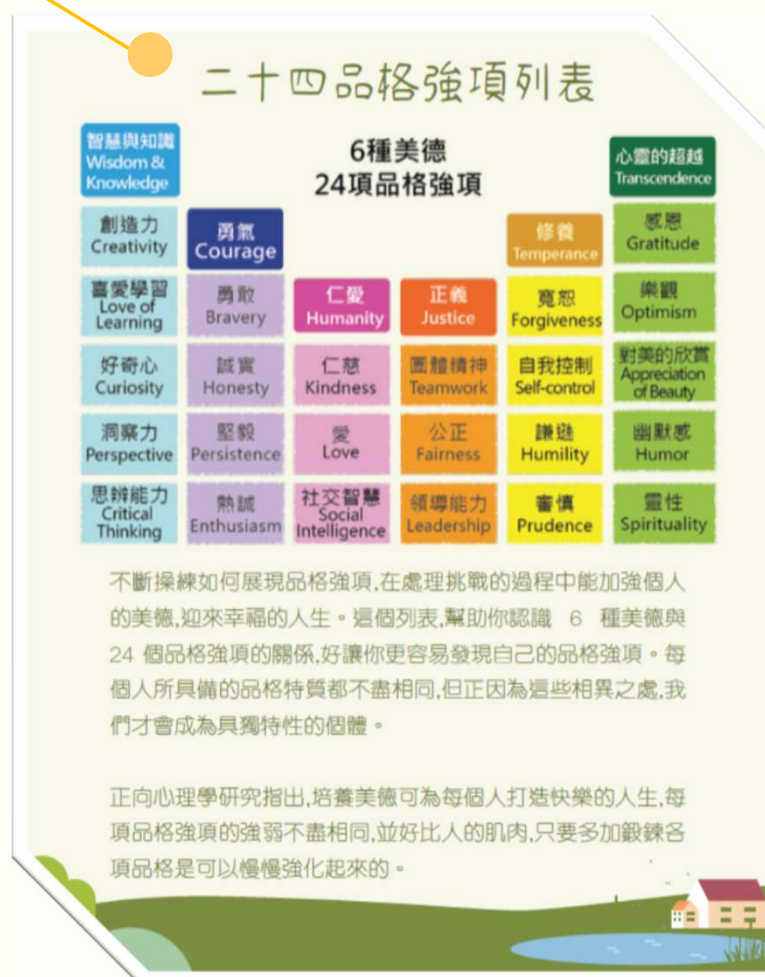 二十四品格強項列表
6種美德
24項品格強項
智慧與知識
Wisdom &
Knowledge
創造力
Creativity
喜愛學習
Love of
Learning
好奇心
Curiosity
洞察力
Perspective
思辨能力
Critical
Thinking
勇氣
Courage
勇敢
Bravery
誠實
Honesty
堅毅
Persistence
熱誠
Enthusiasm
仁愛
Humanity
仁慈
Kindness
愛
Love
社交智慧
Social
Intelligence
正義
Justice
團體精神
Teamwork
公正
Fairness
領導能力
Leadership
修養
Temperance
寬恕
Forgiveness
自我控制
Self-control
謙遜
Humility
審慎
Prudence
心靈的超越
Transcendence
感恩
Gratitude
樂觀
Optimism
對美的欣賞
Appreciation
of Beauty
幽默感
Humor
靈性
Spirituality
不斷操練如何展現品格強項,在處理挑戰的過程中能加強個人
的美德,迎來幸福的人生。這個列表,幫助你認識 6 種美德與
24 個品格強項的關係,好讓你更容易發現自己的品格強項。每
個人所具備的品格特質都不盡相同,但正因為這些相異之處,我
們才會成為具獨特性的個體。
正向心理學研究指出,培養美德可為每個人打造快樂的人生,每
項品格強項的強弱不盡相同,並好比人的肌肉,只要多加鍛鍊各
項品格是可以慢慢強化起來的。